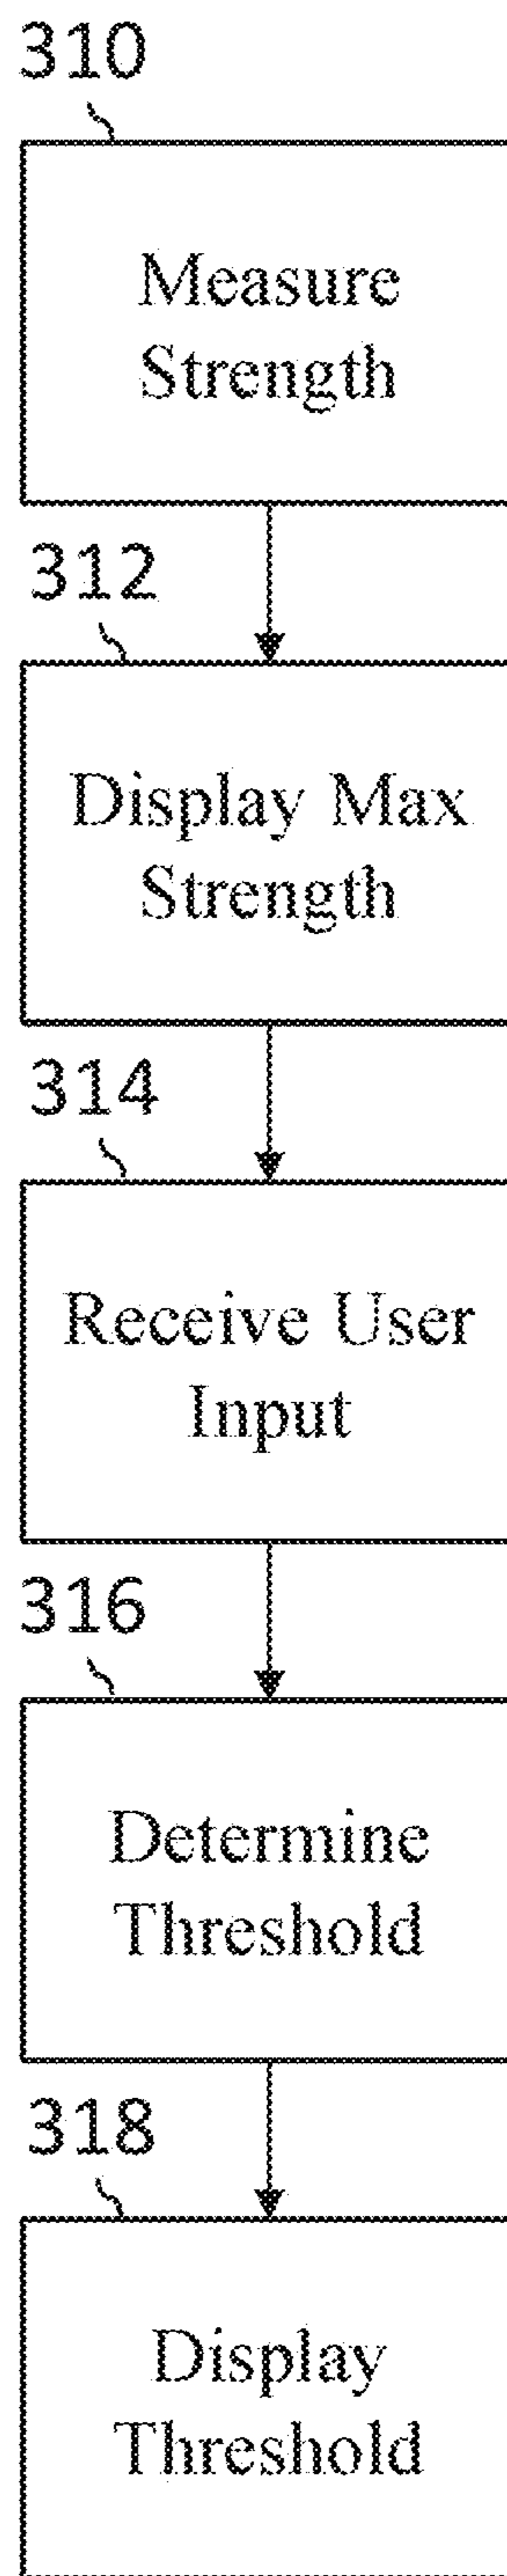 310
Measure
Strength
312
Display Max
Strength
314
Receive User
Input
316
Determine
Threshold
318
Display
Threshold